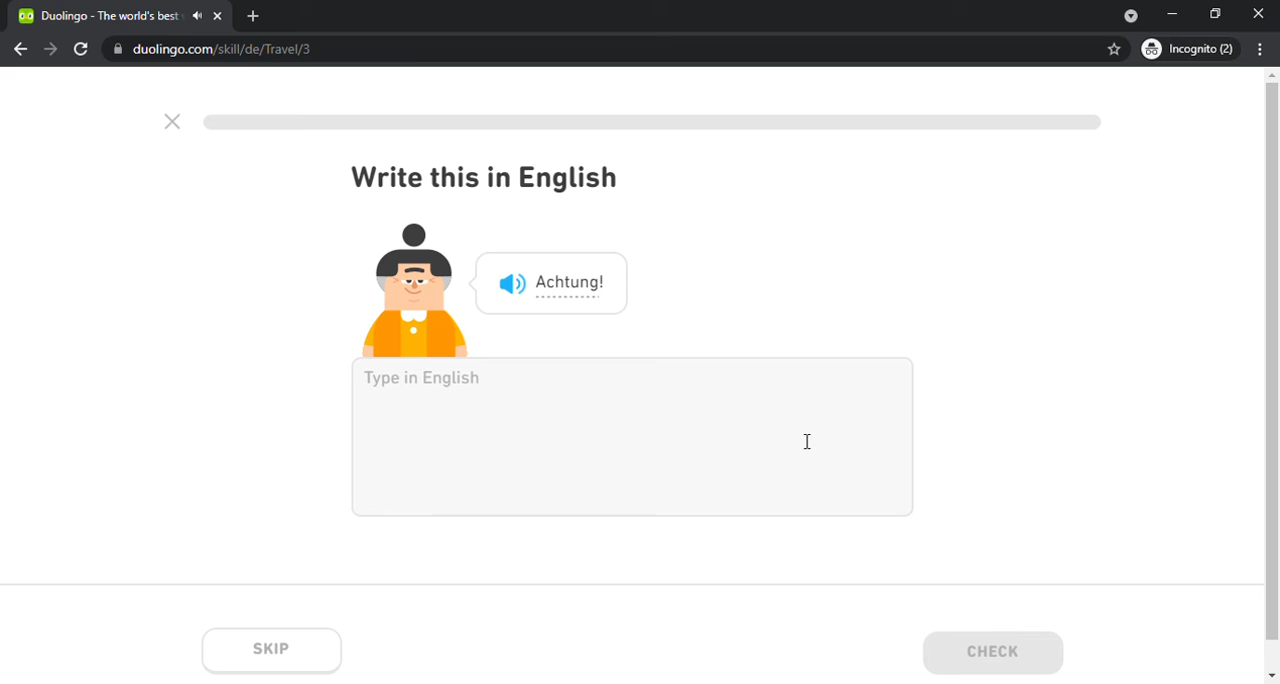 Duolingo - The world's best
duolingo.com/skill/de/Travel/3
Incognito (2)
Write this in English
Achtung!
Type in English
SKIP
CHECK